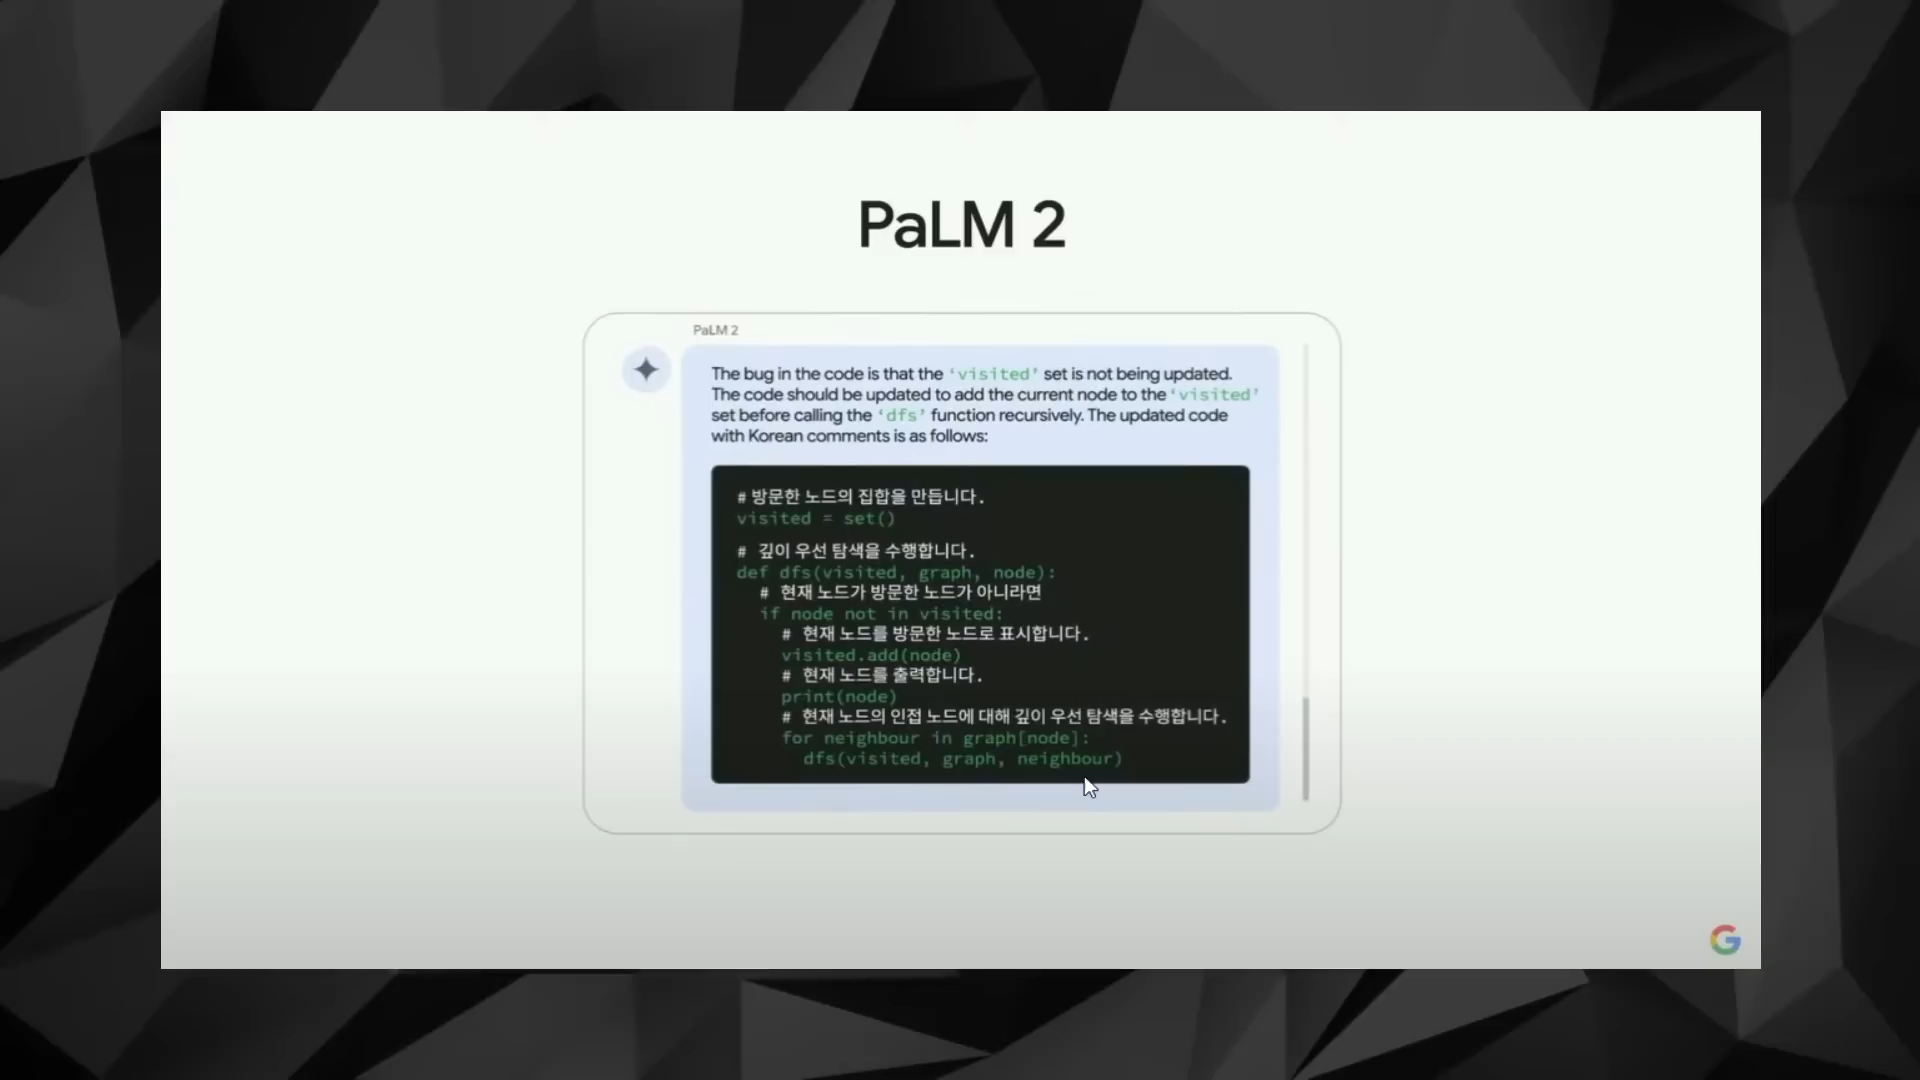 PaLM 2
PaLM 2
The bug in the code is that the ‘visited’ set is not being updated.
The code should be updated to add the current node to the ‘visited’
set before calling the ‘dfs’ function recursively. The updated code
with Korean comments is as follows:
# 방문한 노드의 집합을 만듭니다.
visited = set()
# 깊이 우선 탐색을 수행합니다.
def dfs(visited, graph, node):
# 현재 노드가 방문한 노드가 아니라면
if node not in visited:
# 현재 노드를 방문한 노드로 표시합니다.
visited.add(node)
# 현재 노드를 출력합니다.
print(node)
# 현재 노드의 인접 노드에 대해 깊이 우선 탐색을 수행합니다.
for neighbour in graph[node]:
dfs(visited, graph, neighbour)